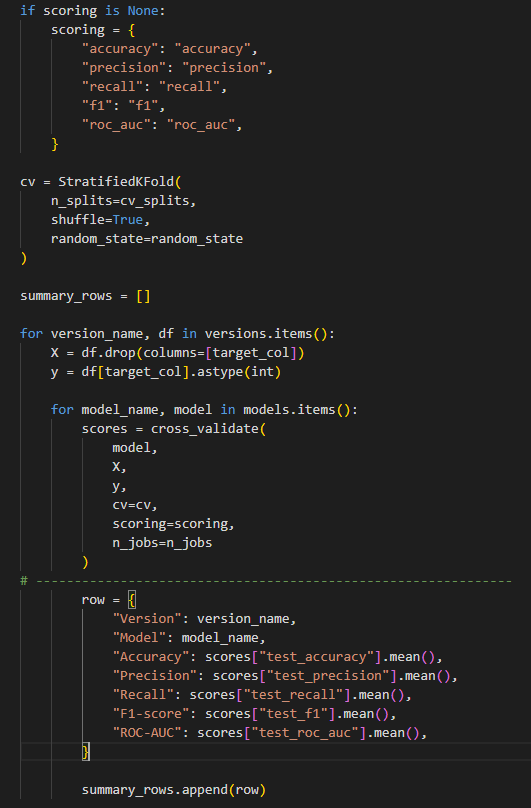 if scoring is None:
    scoring = {
        "accuracy": "accuracy",
        "precision": "precision",
        "recall": "recall",
        "f1": "f1",
        "roc_auc": "roc_auc",
    }

cv = StratifiedKFold(
    n_splits=cv_splits,
    shuffle=True,
    random_state=random_state
)

summary_rows = []

for version_name, df in versions.items():
    X = df.drop(columns=[target_col])
    y = df[target_col].astype(int)

    for model_name, model in models.items():
        scores = cross_validate(
            model,
            X,
            y,
            cv=cv,
            scoring=scoring,
            n_jobs=n_jobs
        )
# --------------------------------------------------------------
        row = {
            "Version": version_name,
            "Model": model_name,
            "Accuracy": scores["test_accuracy"].mean(),
            "Precision": scores["test_precision"].mean(),
            "Recall": scores["test_recall"].mean(),
            "F1-score": scores["test_f1"].mean(),
            "ROC-AUC": scores["test_roc_auc"].mean(),
        }

        summary_rows.append(row)